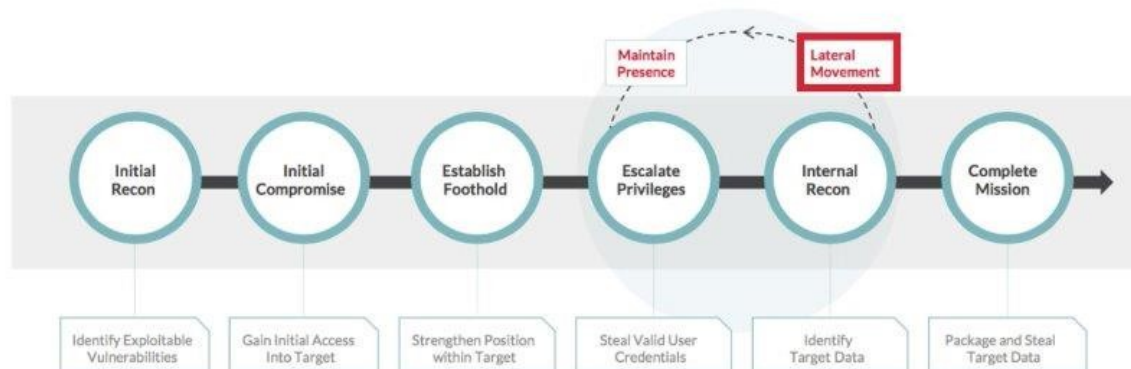 Maintain
Presence
Lateral
Movement
Initial
Recon
Initial
Compromise
Establish
Foothold
Escalate
Privileges
Internal
Recon
Complete
Mission
Identify Exploitable
Vulnerabilities
Gain Initial Access
Into Target
Strengthen Position
within Target
Steal Valid User
Credentials
Identify
Target Data
Package and Steal
Target Data